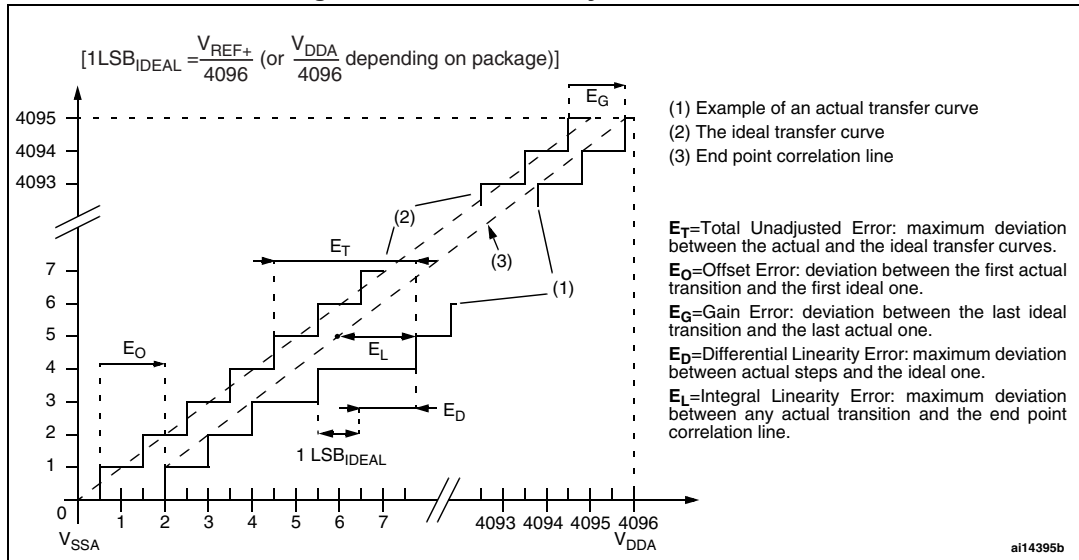 [1LSB_IDEAL = V_REF+/4096 (or V_DDA/4096 depending on package)]
E_G
4095
4094
4093
7
6
5
4
3
2
1
0
(2)
E_T
(3)
(1)
E_O
E_L
E_D
1 LSB_IDEAL
1 2 3 4 5 6 7 4093 4094 4095 4096
V_SSA
V_DDA
(1) Example of an actual transfer curve
(2) The ideal transfer curve
(3) End point correlation line
E_T=Total Unadjusted Error: maximum deviation
between the actual and the ideal transfer curves.
E_O=Offset Error: deviation between the first actual
transition and the first ideal one.
E_G=Gain Error: deviation between the last ideal
transition and the last actual one.
E_D=Differential Linearity Error: maximum deviation
between actual steps and the ideal one.
E_L=Integral Linearity Error: maximum deviation
between any actual transition and the end point
correlation line.
ai14395b